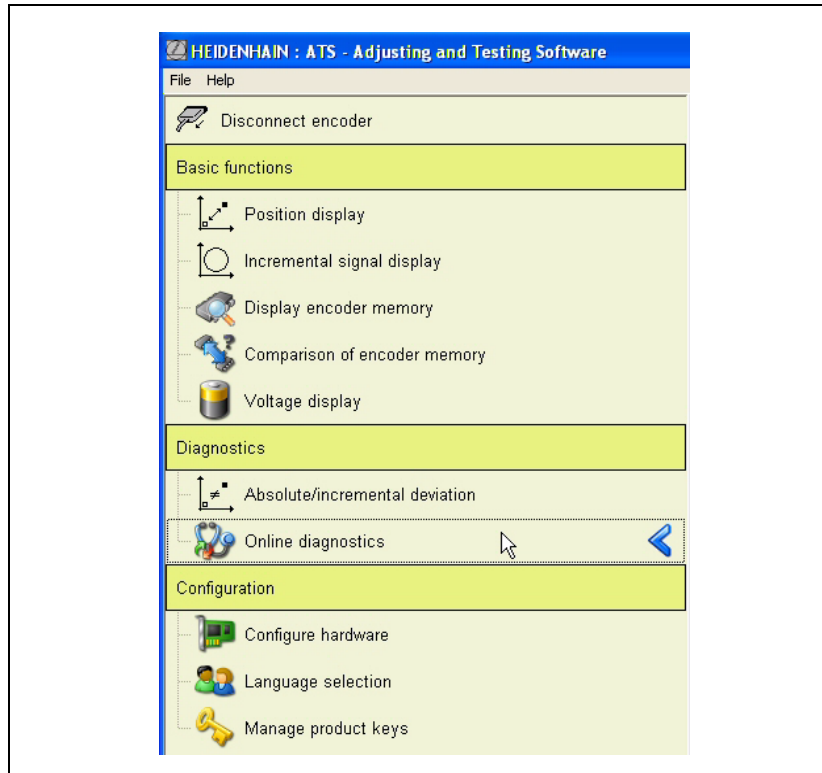 HEIDENHAIN : ATS - Adjusting and Testing Software
File Help
Disconnect encoder
Basic functions
Position display
Incremental signal display
Display encoder memory
Comparison of encoder memory
Voltage display
Diagnostics
Absolute/incremental deviation
Online diagnostics
Configuration
Configure hardware
Language selection
Manage product keys